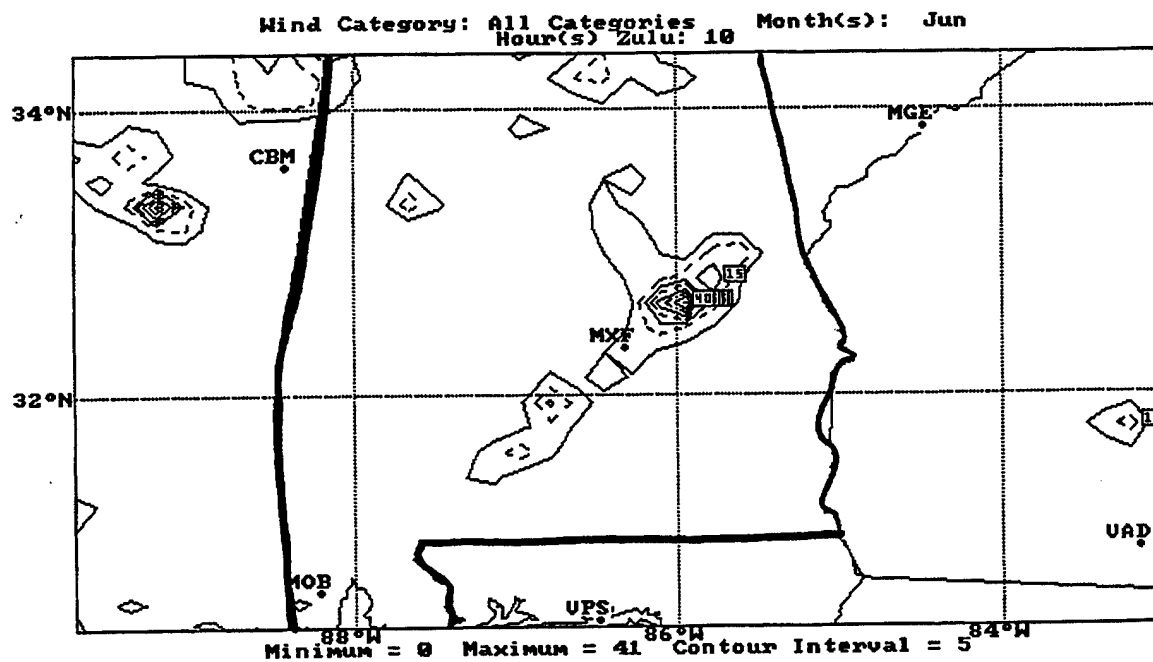 Wind Category: All Categories Month(s): Jun
Hour(s) Zulu: 10
34°N
MGE
CBM
15
40
MXF
32°N
1
VAD
MOB
VPS
88°W
86°W
84°W
Minimum = 0 Maximum = 41 Contour Interval = 5